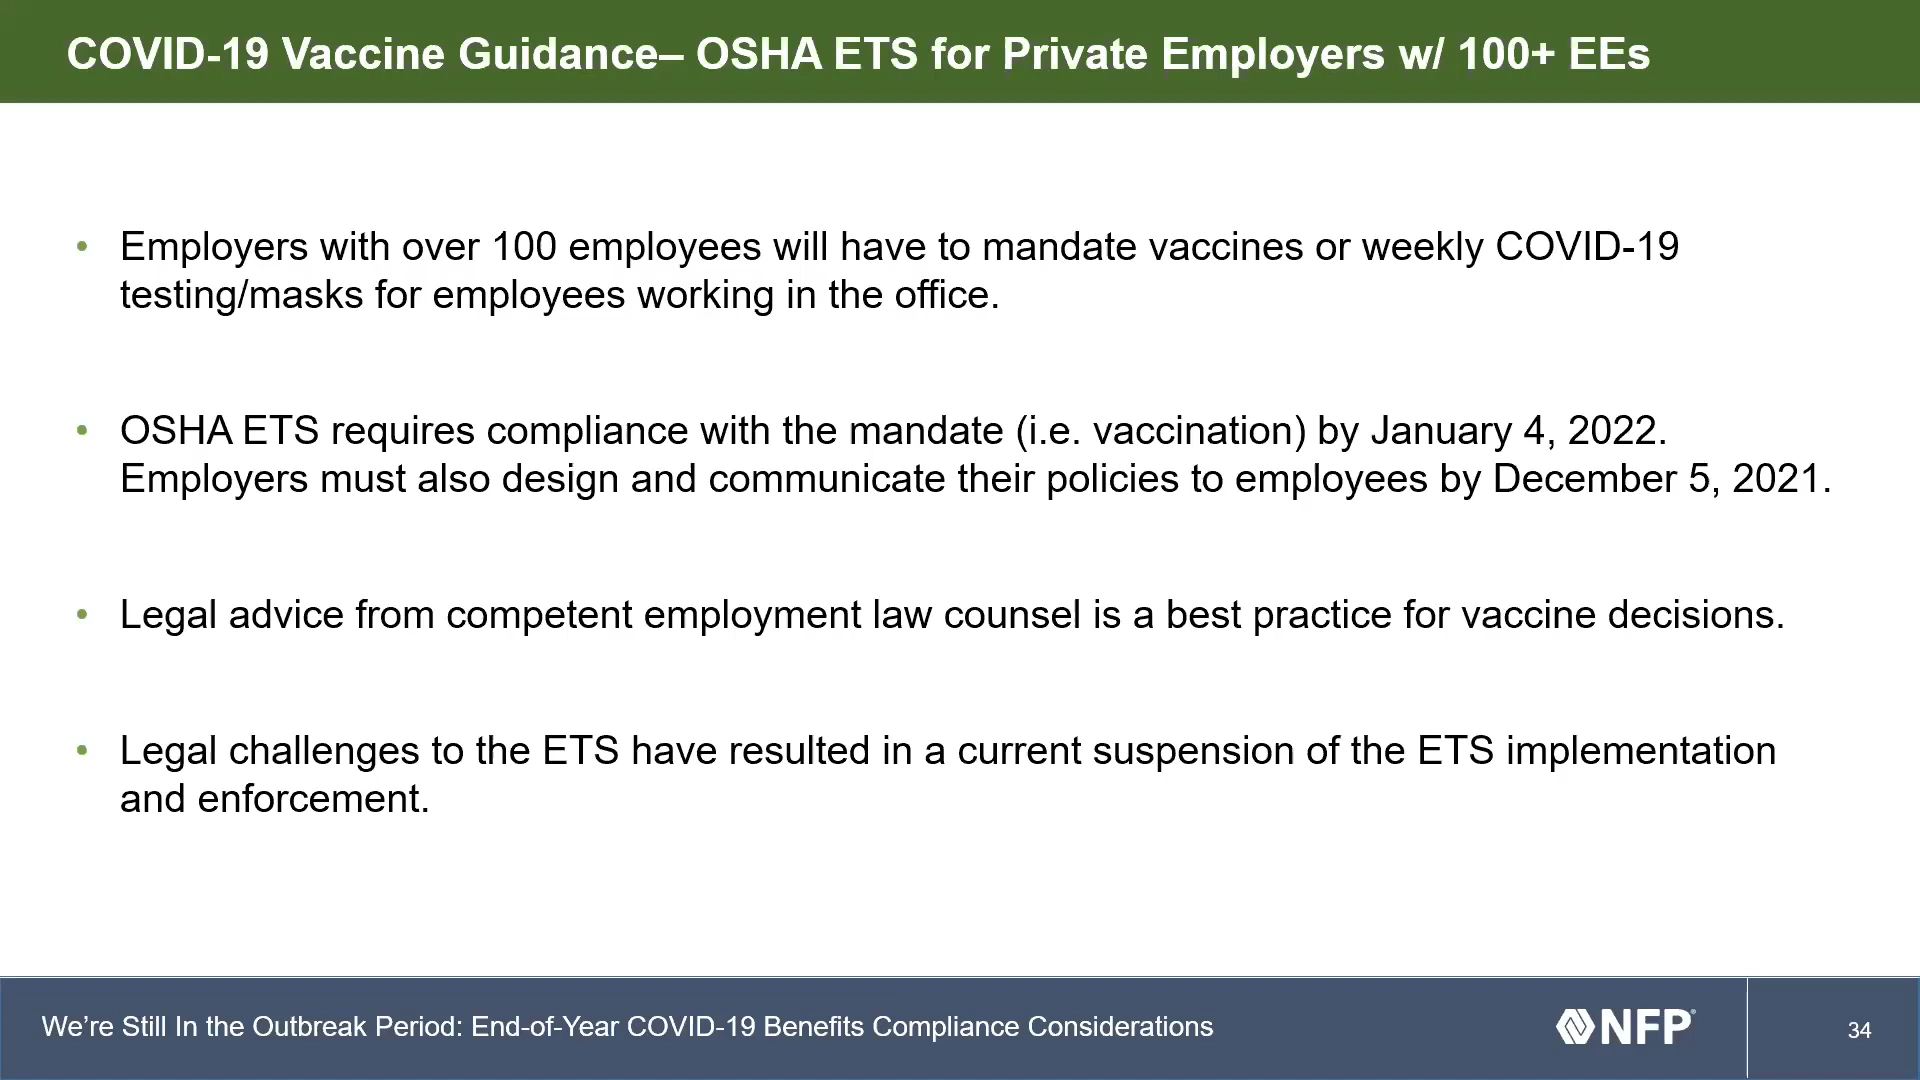 COVID-19 Vaccine Guidance– OSHA ETS for Private Employers w/ 100+ EEs
• Employers with over 100 employees will have to mandate vaccines or weekly COVID-19
testing/masks for employees working in the office.
• OSHA ETS requires compliance with the mandate (i.e. vaccination) by January 4, 2022.
Employers must also design and communicate their policies to employees by December 5, 2021.
• Legal advice from competent employment law counsel is a best practice for vaccine decisions.
• Legal challenges to the ETS have resulted in a current suspension of the ETS implementation
and enforcement.
We’re Still In the Outbreak Period: End-of-Year COVID-19 Benefits Compliance Considerations
NFP®
34